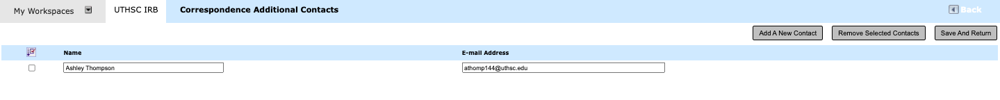 My Workspaces UTHSC IRB Correspondence Additional Contacts Back
Add A New Contact Remove Selected Contacts Save And Return
Name E-mail Address
Ashley Thompson athomp144@uthsc.edu